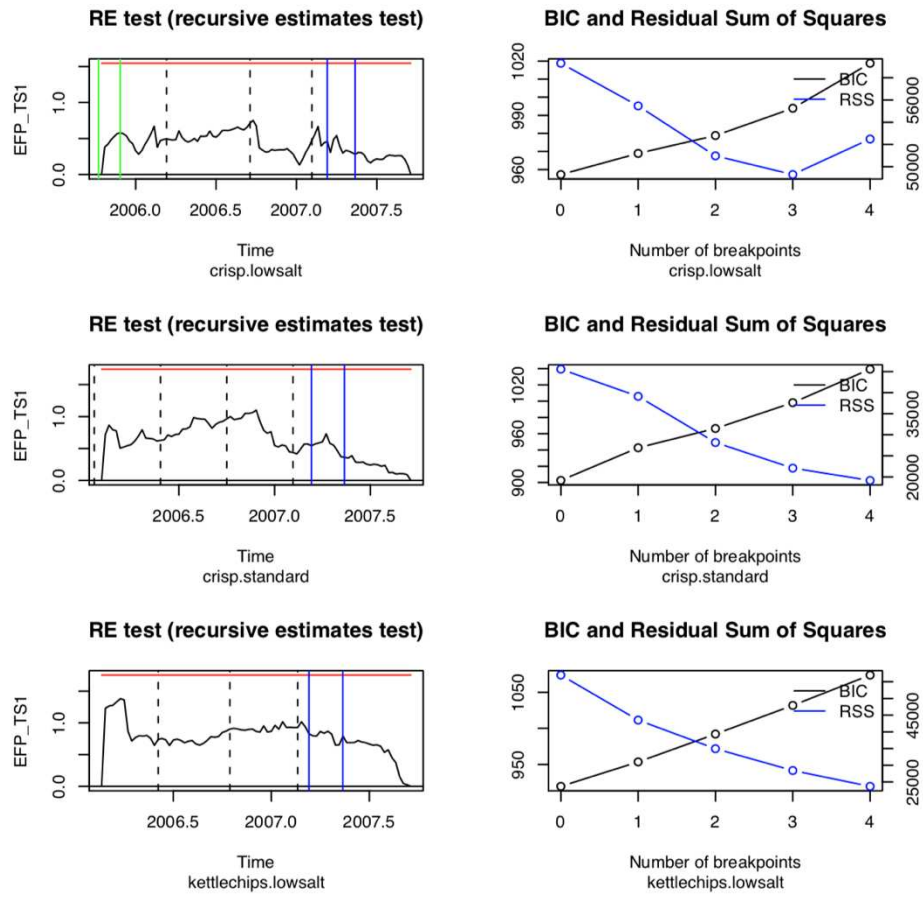 RE test (recursive estimates test)
EFP_TS1
0.0
1.0
2006.0 2006.5 2007.0 2007.5
Time
crisp.lowsalt
BIC and Residual Sum of Squares
960
990
1020
BIC
RSS
50000
56000
0 1 2 3 4
Number of breakpoints
crisp.lowsalt
RE test (recursive estimates test)
EFP_TS1
0.0
1.0
2006.5 2007.0 2007.5
Time
crisp.standard
BIC and Residual Sum of Squares
900
960
1020
BIC
RSS
20000
35000
0 1 2 3 4
Number of breakpoints
crisp.standard
RE test (recursive estimates test)
EFP_TS1
0.0
1.0
2006.5 2007.0 2007.5
Time
kettlechips.lowsalt
BIC and Residual Sum of Squares
950
1050
BIC
RSS
25000
45000
0 1 2 3 4
Number of breakpoints
kettlechips.lowsalt